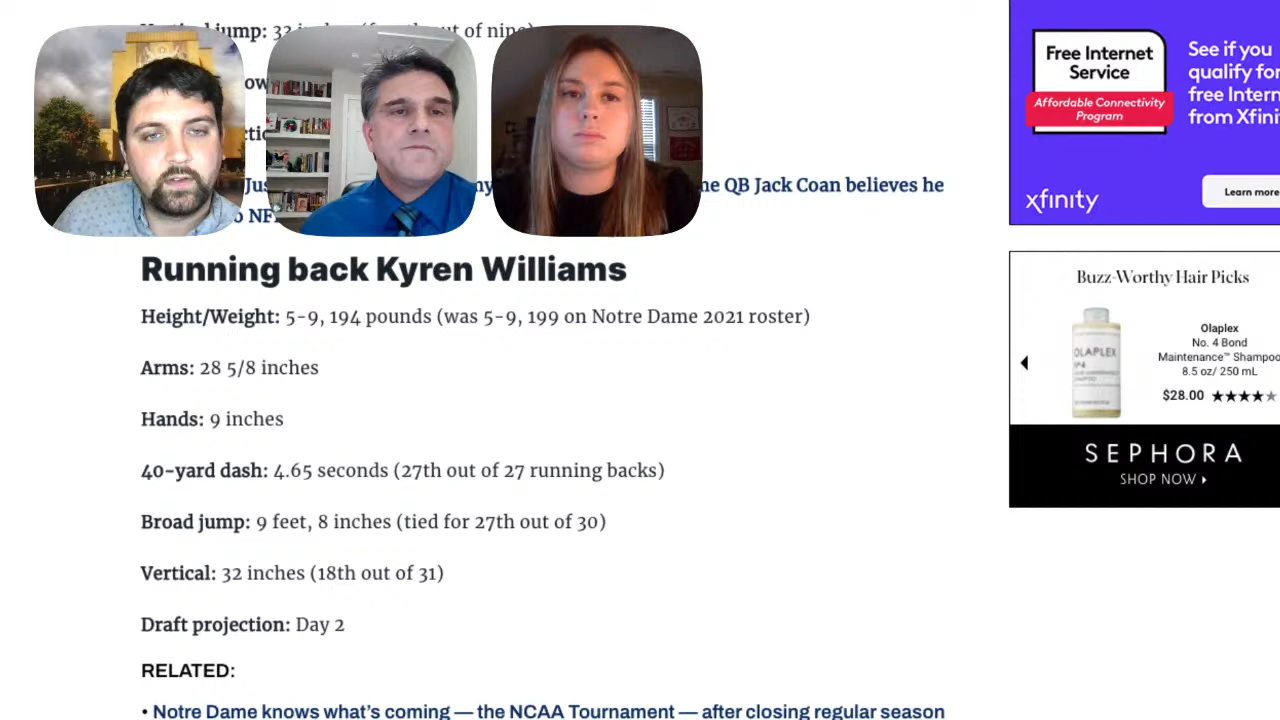 jump:
of nine)
QB Jack Coan believes he
Running back Kyren Williams
Height/Weight: 5-9, 194 pounds (was 5-9, 199 on Notre Dame 2021 roster)
Arms: 28 5/8 inches
Hands: 9 inches
40-yard dash: 4.65 seconds (27th out of 27 running backs)
Broad jump: 9 feet, 8 inches (tied for 27th out of 30)
Vertical: 32 inches (18th out of 31)
Draft projection: Day 2
RELATED:
• Notre Dame knows what's coming — the NCAA Tournament — after closing regular season
Free Internet
Service
Affordable Connectivity
Program
See if you
qualify for
free Intern
from Xfinit
xfinity
Learn more
Buzz-Worthy Hair Picks
OLAPLEX
Nº4
Olaplex
No. 4 Bond
Maintenance™ Shampoo
8.5 oz/ 250 mL
$28.00
SEPHORA
SHOP NOW